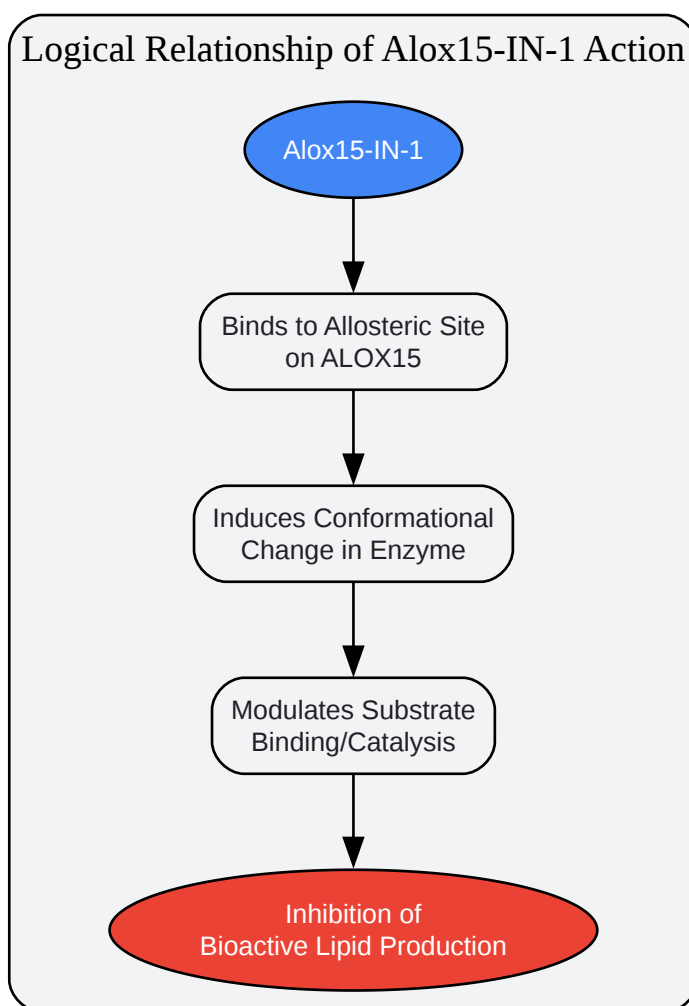 Logical Relationship of Alox15-IN-1 Action
Alox15-IN-1
Binds to Allosteric Site
on ALOX15
Induces Conformational
Change in Enzyme
Modulates Substrate
Binding/Catalysis
Inhibition of
Bioactive Lipid Production